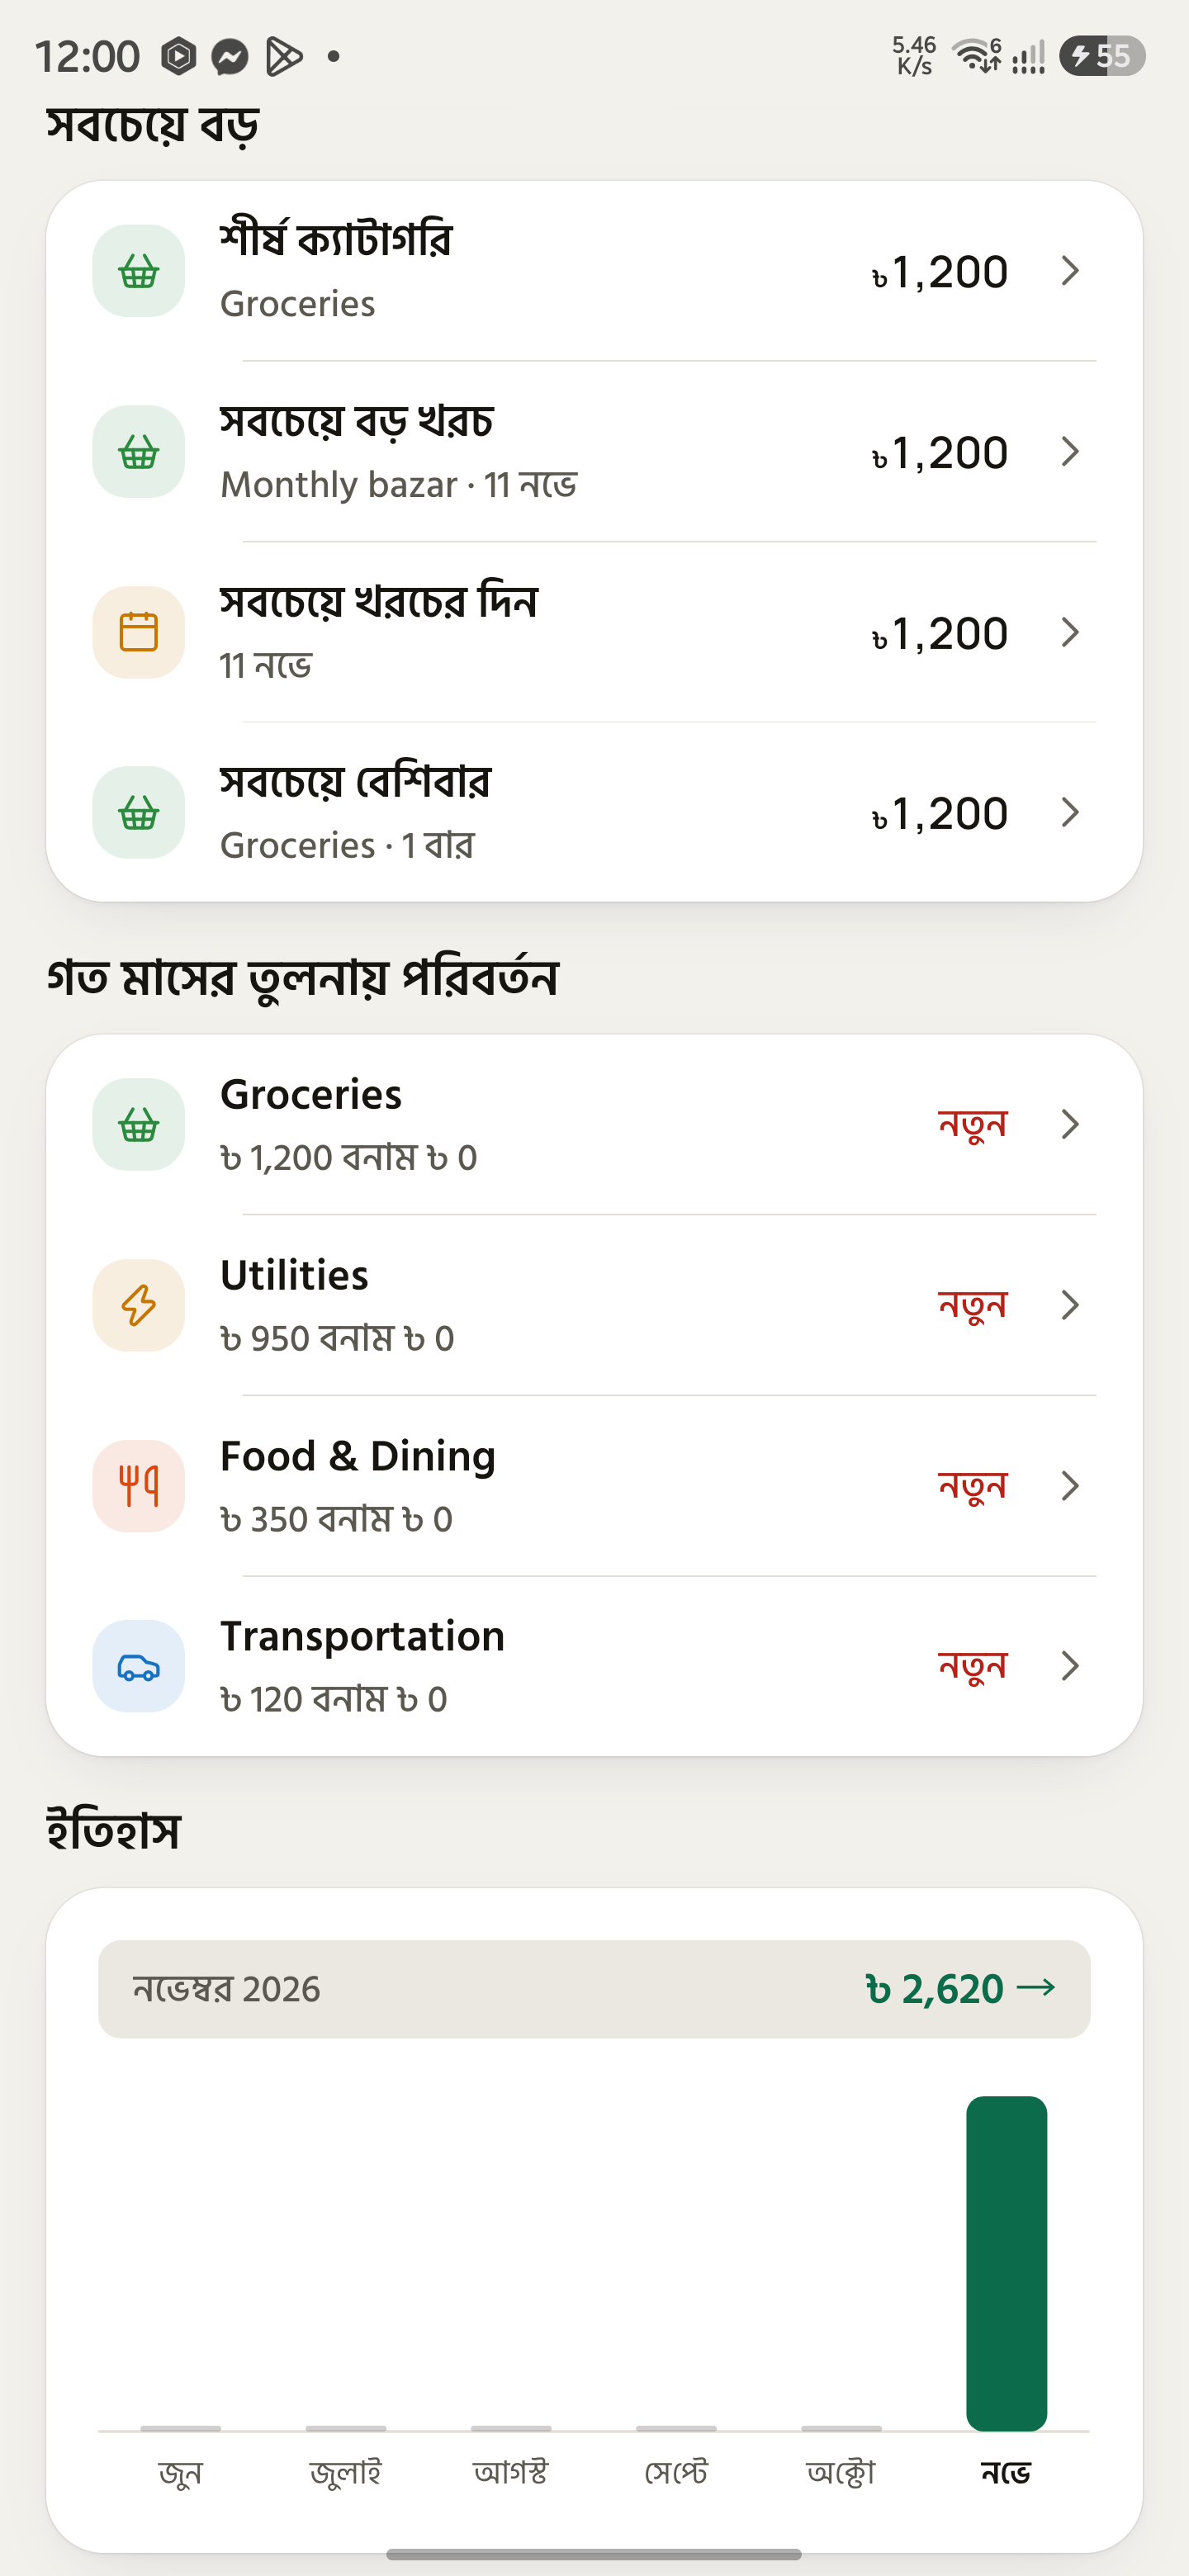 12:00
5.46 K/s
6
55
সবচেয়ে বড়
শীর্ষ ক্যাটাগরি
Groceries
৳1,200
সবচেয়ে বড় খরচ
Monthly bazar · 11 নভে
৳1,200
সবচেয়ে খরচের দিন
11 নভে
৳1,200
সবচেয়ে বেশিবার
Groceries · 1 বার
৳1,200
গত মাসের তুলনায় পরিবর্তন
Groceries
৳ 1,200 বনাম ৳ 0
নতুন
Utilities
৳ 950 বনাম ৳ 0
নতুন
Food & Dining
৳ 350 বনাম ৳ 0
নতুন
Transportation
৳ 120 বনাম ৳ 0
নতুন
ইতিহাস
নভেম্বর 2026
৳ 2,620 →
জুন জুলাই আগস্ট সেপ্টে অক্টো নভে